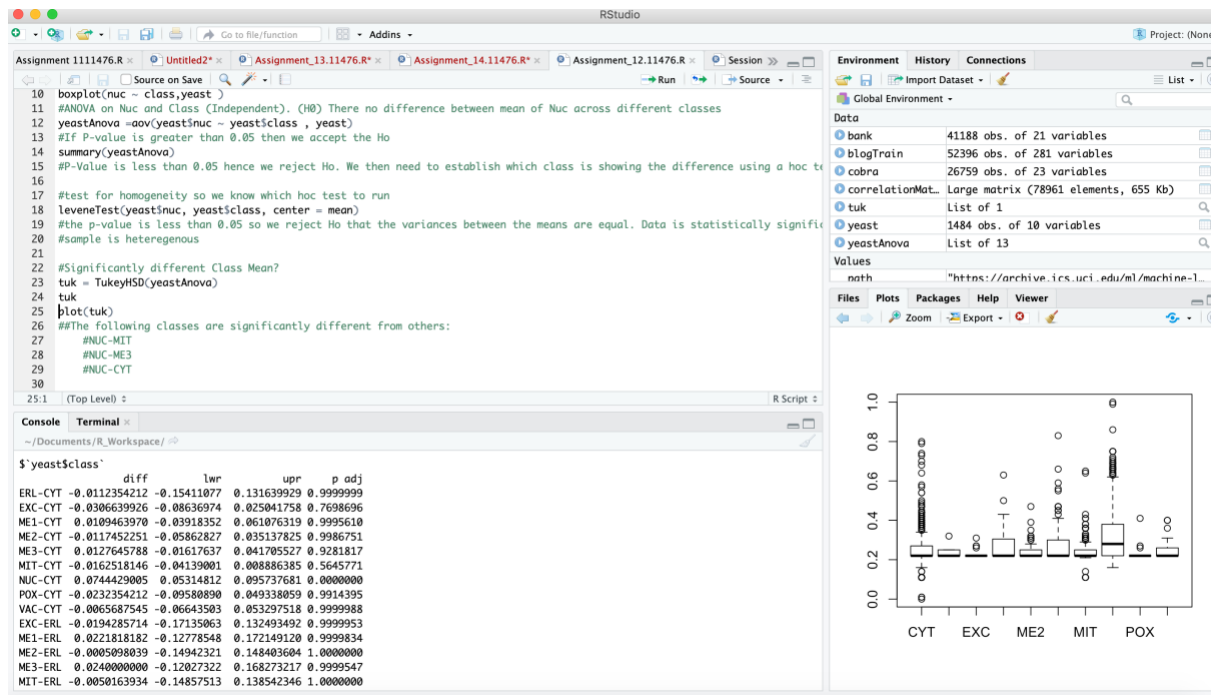 RStudio
Go to file/function
Addins
Project: (None
Assignment 1111476.R
Untitled2*
Assignment_13.11476.R*
Assignment_14.11476.R*
Assignment_12.11476.R
Session
Source on Save
Run
Source
10 boxplot(nuc ~ class,yeast )
11 #ANOVA on Nuc and Class (Independent). (H0) There no difference between mean of Nuc across different classes
12 yeastAnova =aov(yeast$nuc ~ yeast$class , yeast)
13 #If P-value is greater than 0.05 then we accept the Ho
14 summary(yeastAnova)
15 #P-Value is less than 0.05 hence we reject Ho. We then need to establish which class is showing the difference using a hoc te
16
17 #test for homogeneity so we know which hoc test to run
18 leveneTest(yeast$nuc, yeast$class, center = mean)
19 #the p-value is less than 0.05 so we reject Ho that the variances between the means are equal. Data is statistically signific
20 #sample is heteregenous
21
22 #Significantly different Class Mean?
23 tuk = TukeyHSD(yeastAnova)
24 tuk
25 plot(tuk)
26 ##The following classes are significantly different from others:
27 #NUC-MIT
28 #NUC-ME3
29 #NUC-CYT
30
25:1 (Top Level) R Script
Console Terminal
~/Documents/R_Workspace/
$`yeast$class`
diff lwr upr p adj
ERL-CYT -0.0112354212 -0.15411077 0.131639929 0.9999999
EXC-CYT -0.0306639926 -0.08636974 0.025041758 0.7698696
ME1-CYT 0.0109463970 -0.03918352 0.061076319 0.9995610
ME2-CYT -0.0117452251 -0.05862827 0.035137825 0.9986751
ME3-CYT 0.0127645788 -0.01617637 0.041705527 0.9281817
MIT-CYT -0.0162518146 -0.04139001 0.008886385 0.5645771
NUC-CYT 0.0744429005 0.05314812 0.095737681 0.0000000
POX-CYT -0.0232354212 -0.09580890 0.049338059 0.9914395
VAC-CYT -0.0065687545 -0.06643503 0.053297518 0.9999988
EXC-ERL -0.0194285714 -0.17135063 0.132493492 0.9999953
ME1-ERL 0.0221818182 -0.12778548 0.172149120 0.9999834
ME2-ERL -0.0005098039 -0.14942321 0.148403604 1.0000000
ME3-ERL 0.0240000000 -0.12027322 0.168273217 0.9999547
MIT-ERL -0.0050163934 -0.14857513 0.138542346 1.0000000
Environment History Connections
Import Dataset
List
Global Environment
Data
bank 41188 obs. of 21 variables
blogTrain 52396 obs. of 281 variables
cobra 26759 obs. of 23 variables
correlationMat… Large matrix (78961 elements, 655 Kb)
tuk List of 1
yeast 1484 obs. of 10 variables
yeastAnova List of 13
Values
path "https://archive.ics.uci.edu/ml/machine-l…
Files Plots Packages Help Viewer
Zoom Export
1.0
0.8
0.6
0.4
0.2
0.0
CYT EXC ME2 MIT POX